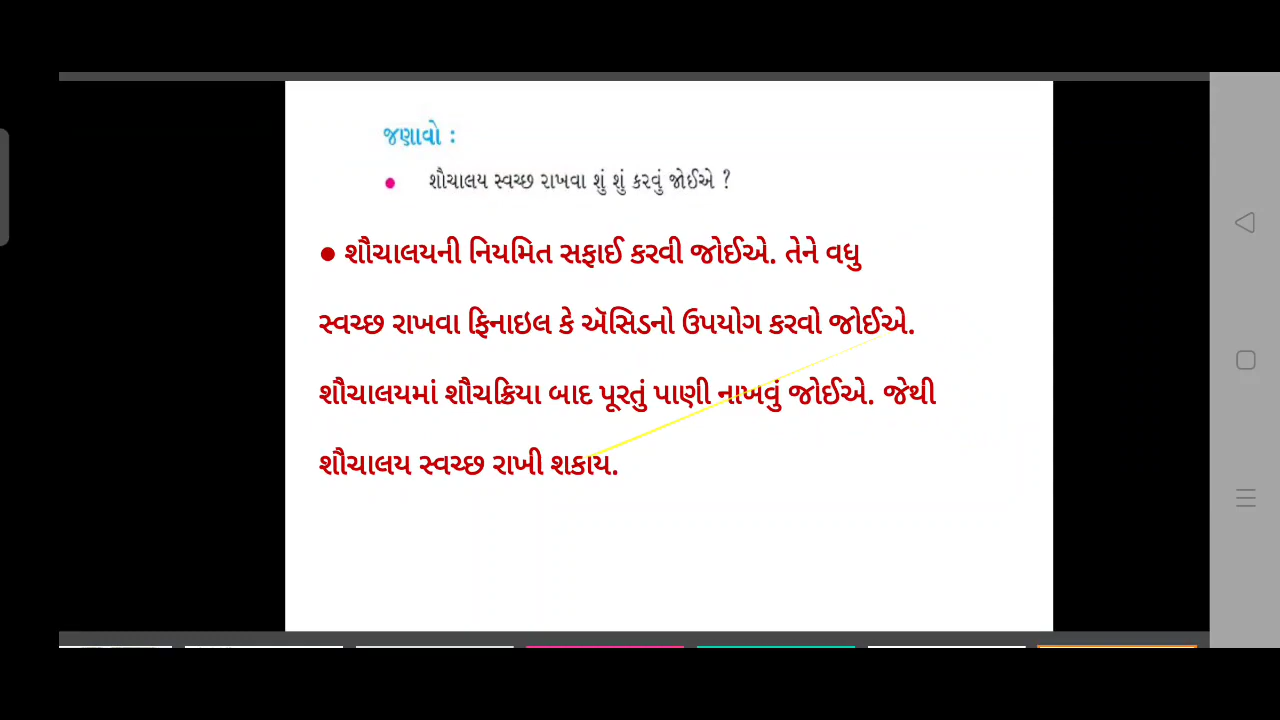 જણાવો :
● શૌચાલય સ્વચ્છ રાખવા શું શું કરવું જોઈએ ?
● શૌચાલયની નિયમિત સફાઈ કરવી જોઈએ. તેને વધુ
સ્વચ્છ રાખવા ફિનાઇલ કે ઍસિડનો ઉપયોગ કરવો જોઈએ.
શૌચાલયમાં શૌચક્રિયા બાદ પૂરતું પાણી નાખવું જોઈએ. જેથી
શૌચાલય સ્વચ્છ રાખી શકાય.